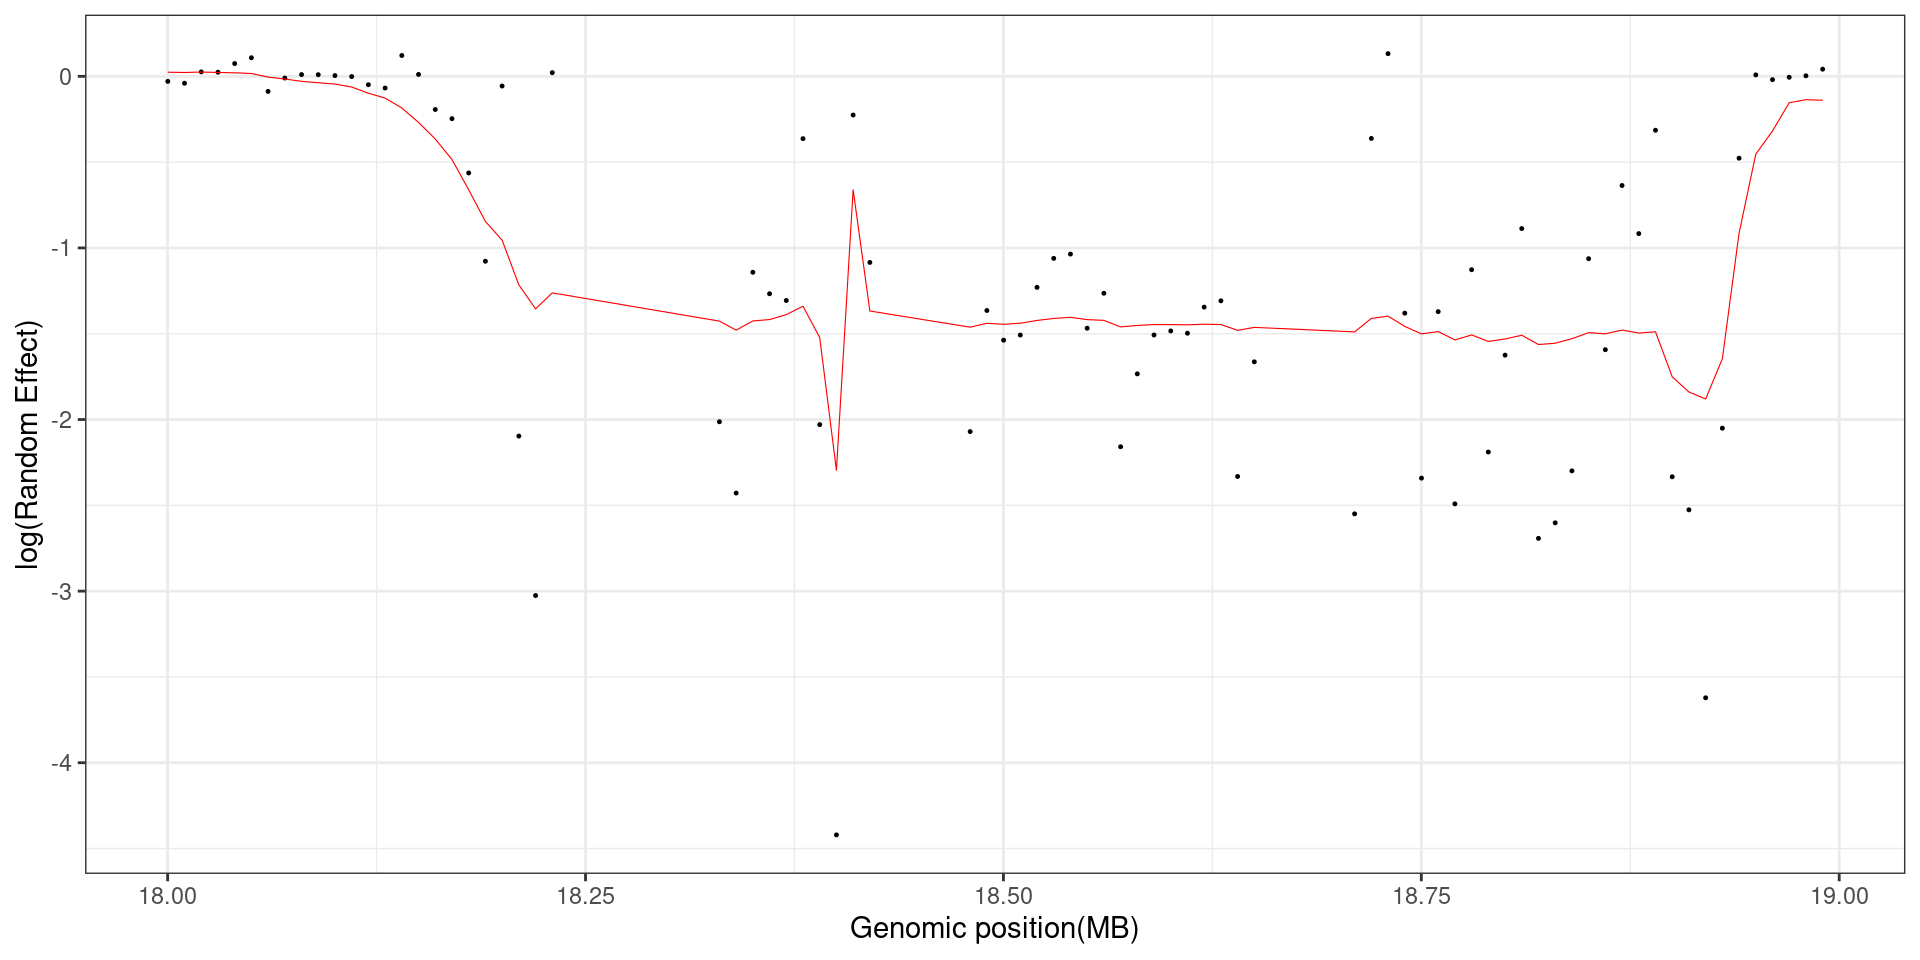 log(Random Effect)
0
-1
-2
-3
-4
18.00 18.25 18.50 18.75 19.00
Genomic position(MB)